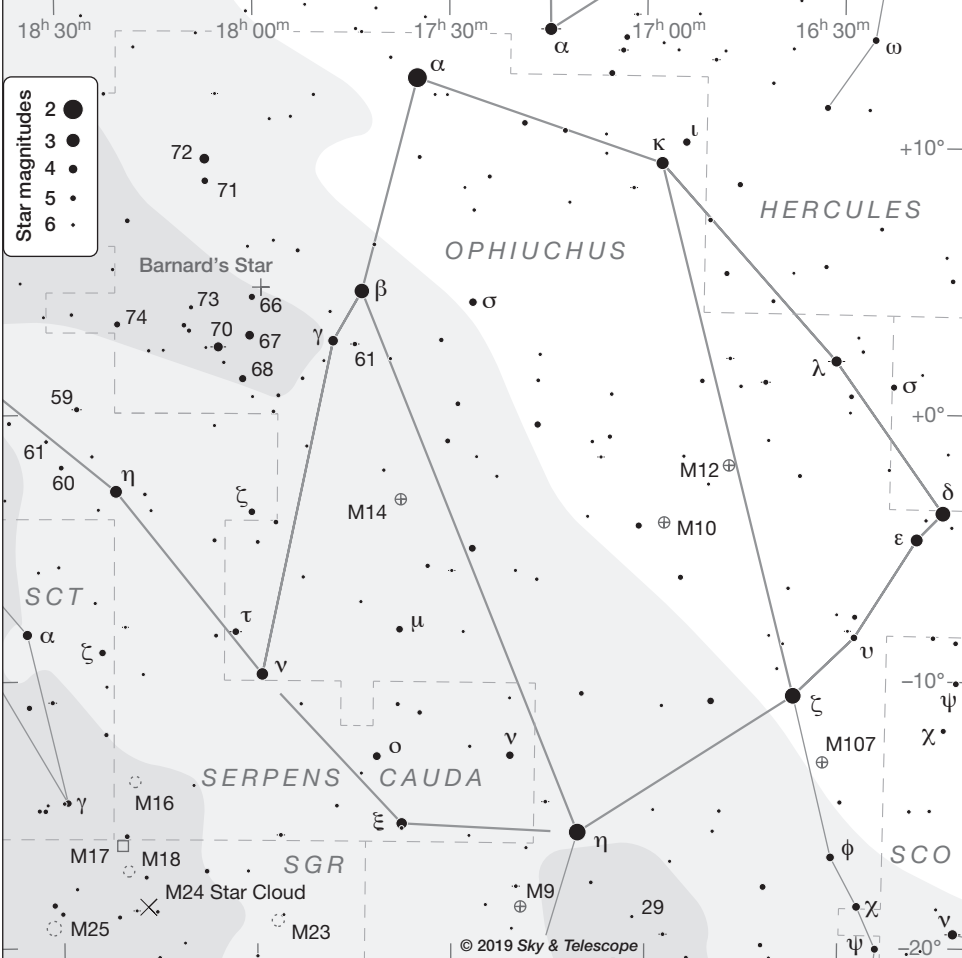 18h 30m 18h 00m 17h 30m 17h 00m 16h 30m
α
ω
α
Star magnitudes
2
3
4
5
6
κ
ι
+10°
72
71
HERCULES
OPHIUCHUS
Barnard's Star
66
β
σ
73
74
70
67
γ
61
68
λ
σ
59
+0°
61
60
η
M12
ζ
M14
M10
δ
ε
SCT
τ
μ
α
ζ
ν
υ
−10°
ζ
ψ
χ
M107
ο
ν
SERPENS CAUDA
M16
γ
ξ
η
M17
M18
SGR
φ
SCO
M24 Star Cloud
M9
29
χ
M25
M23
ν
ψ
−20°
© 2019 Sky & Telescope